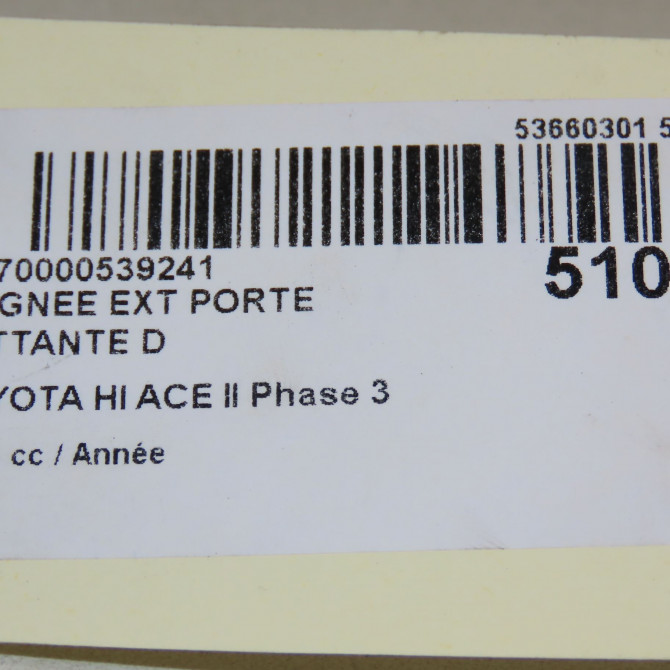 53660301 5
70000539241
510
GNEE EXT PORTE
TTANTE D
YOTA HI ACE II Phase 3
cc / Année